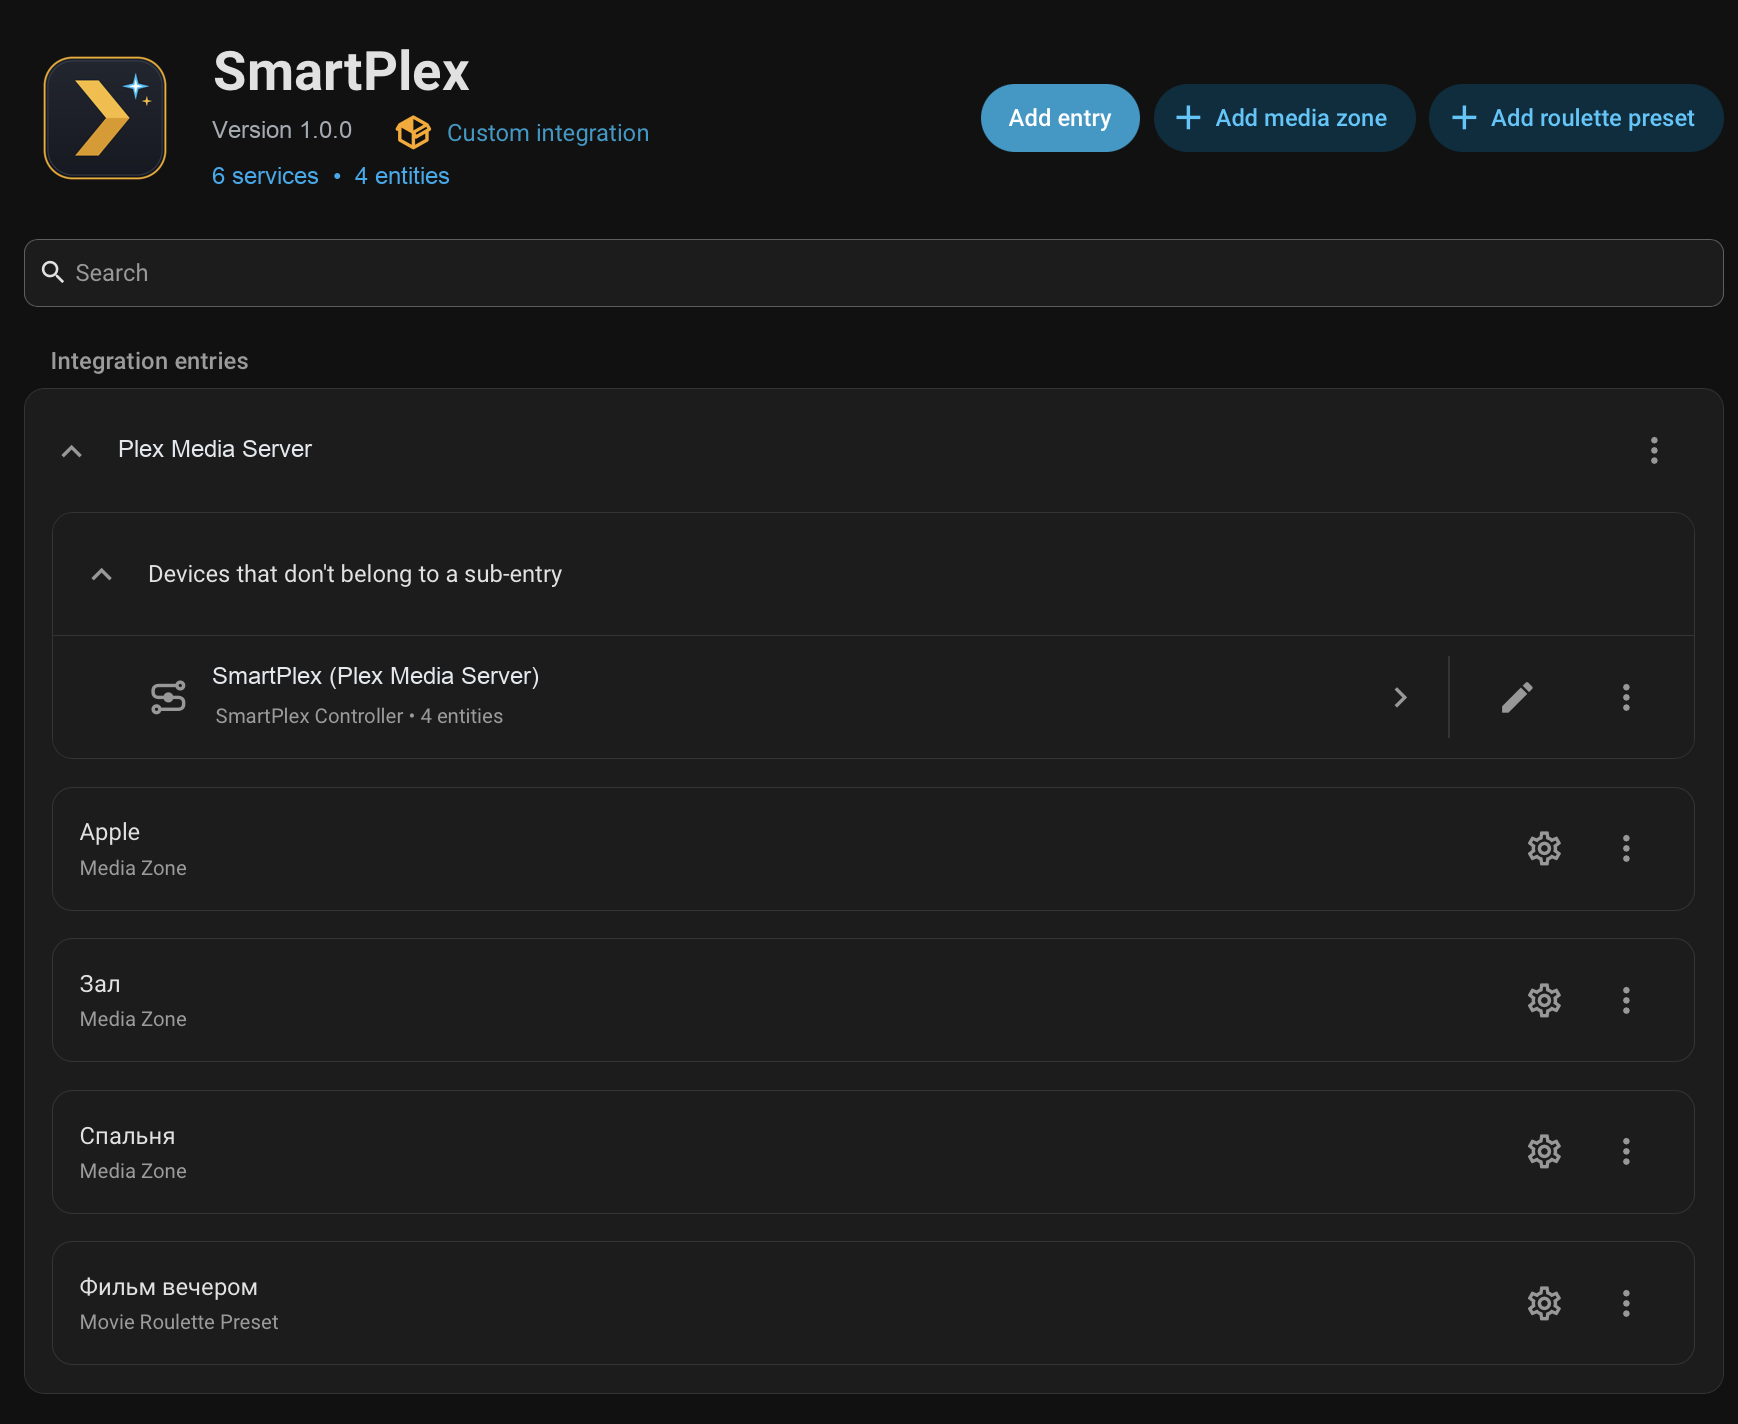 SmartPlex
Version 1.0.0 Custom integration
6 services • 4 entities
Add entry
Add media zone
Add roulette preset
Search
Integration entries
Plex Media Server
Devices that don't belong to a sub-entry
SmartPlex (Plex Media Server)
SmartPlex Controller • 4 entities
Apple
Media Zone
Зал
Media Zone
Спальня
Media Zone
Фильм вечером
Movie Roulette Preset